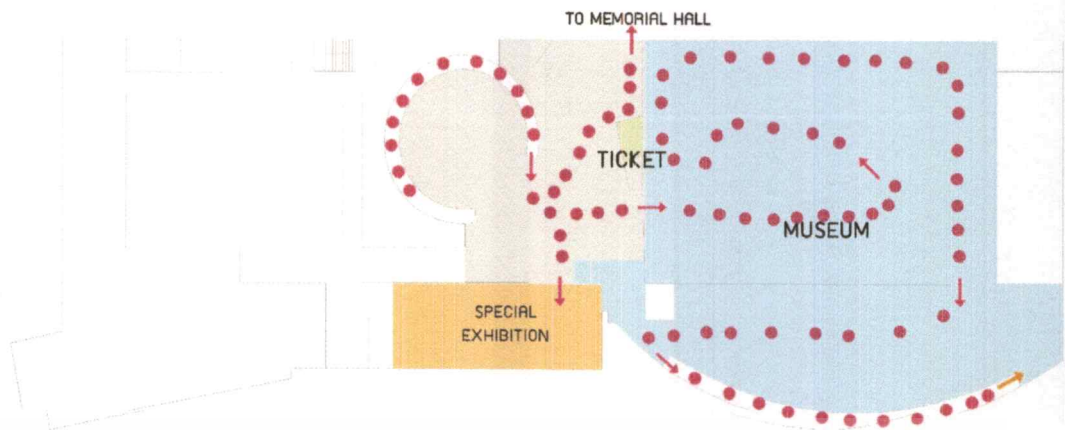 TO MEMORIAL HALL
TICKET
MUSEUM
SPECIAL
EXHIBITION